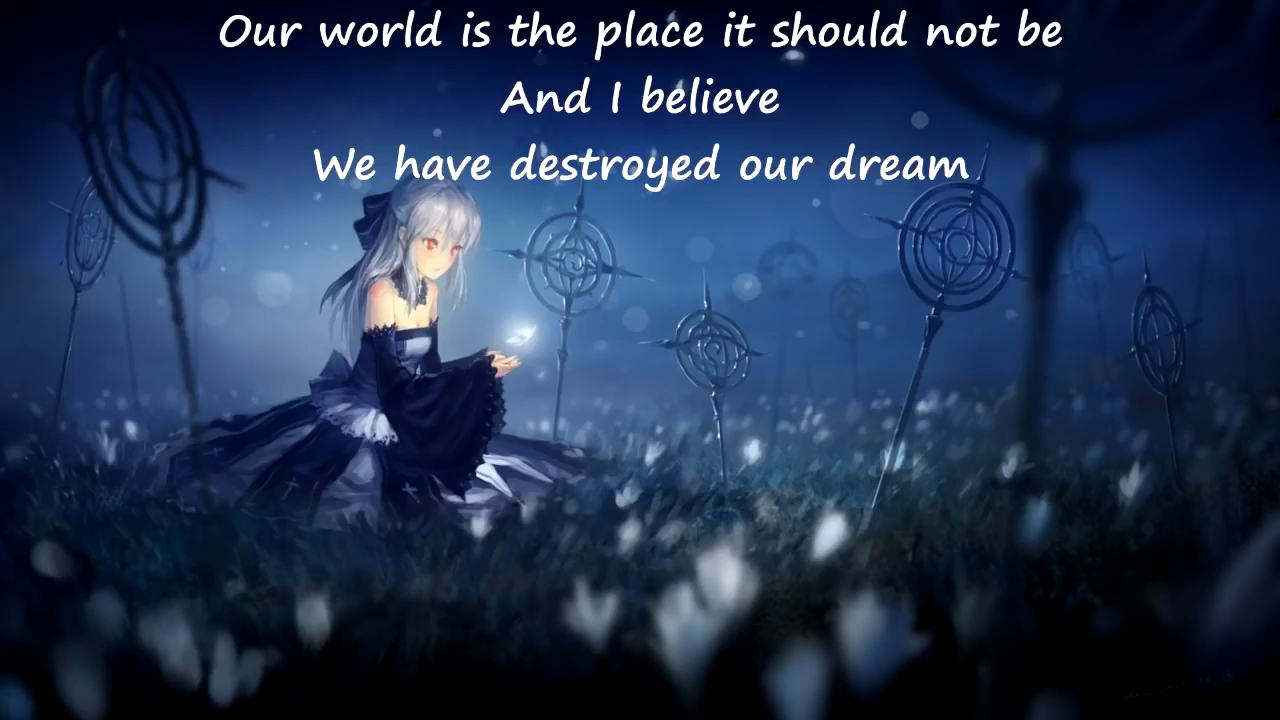 Our world is the place it should not be
And I believe
We have destroyed our dream